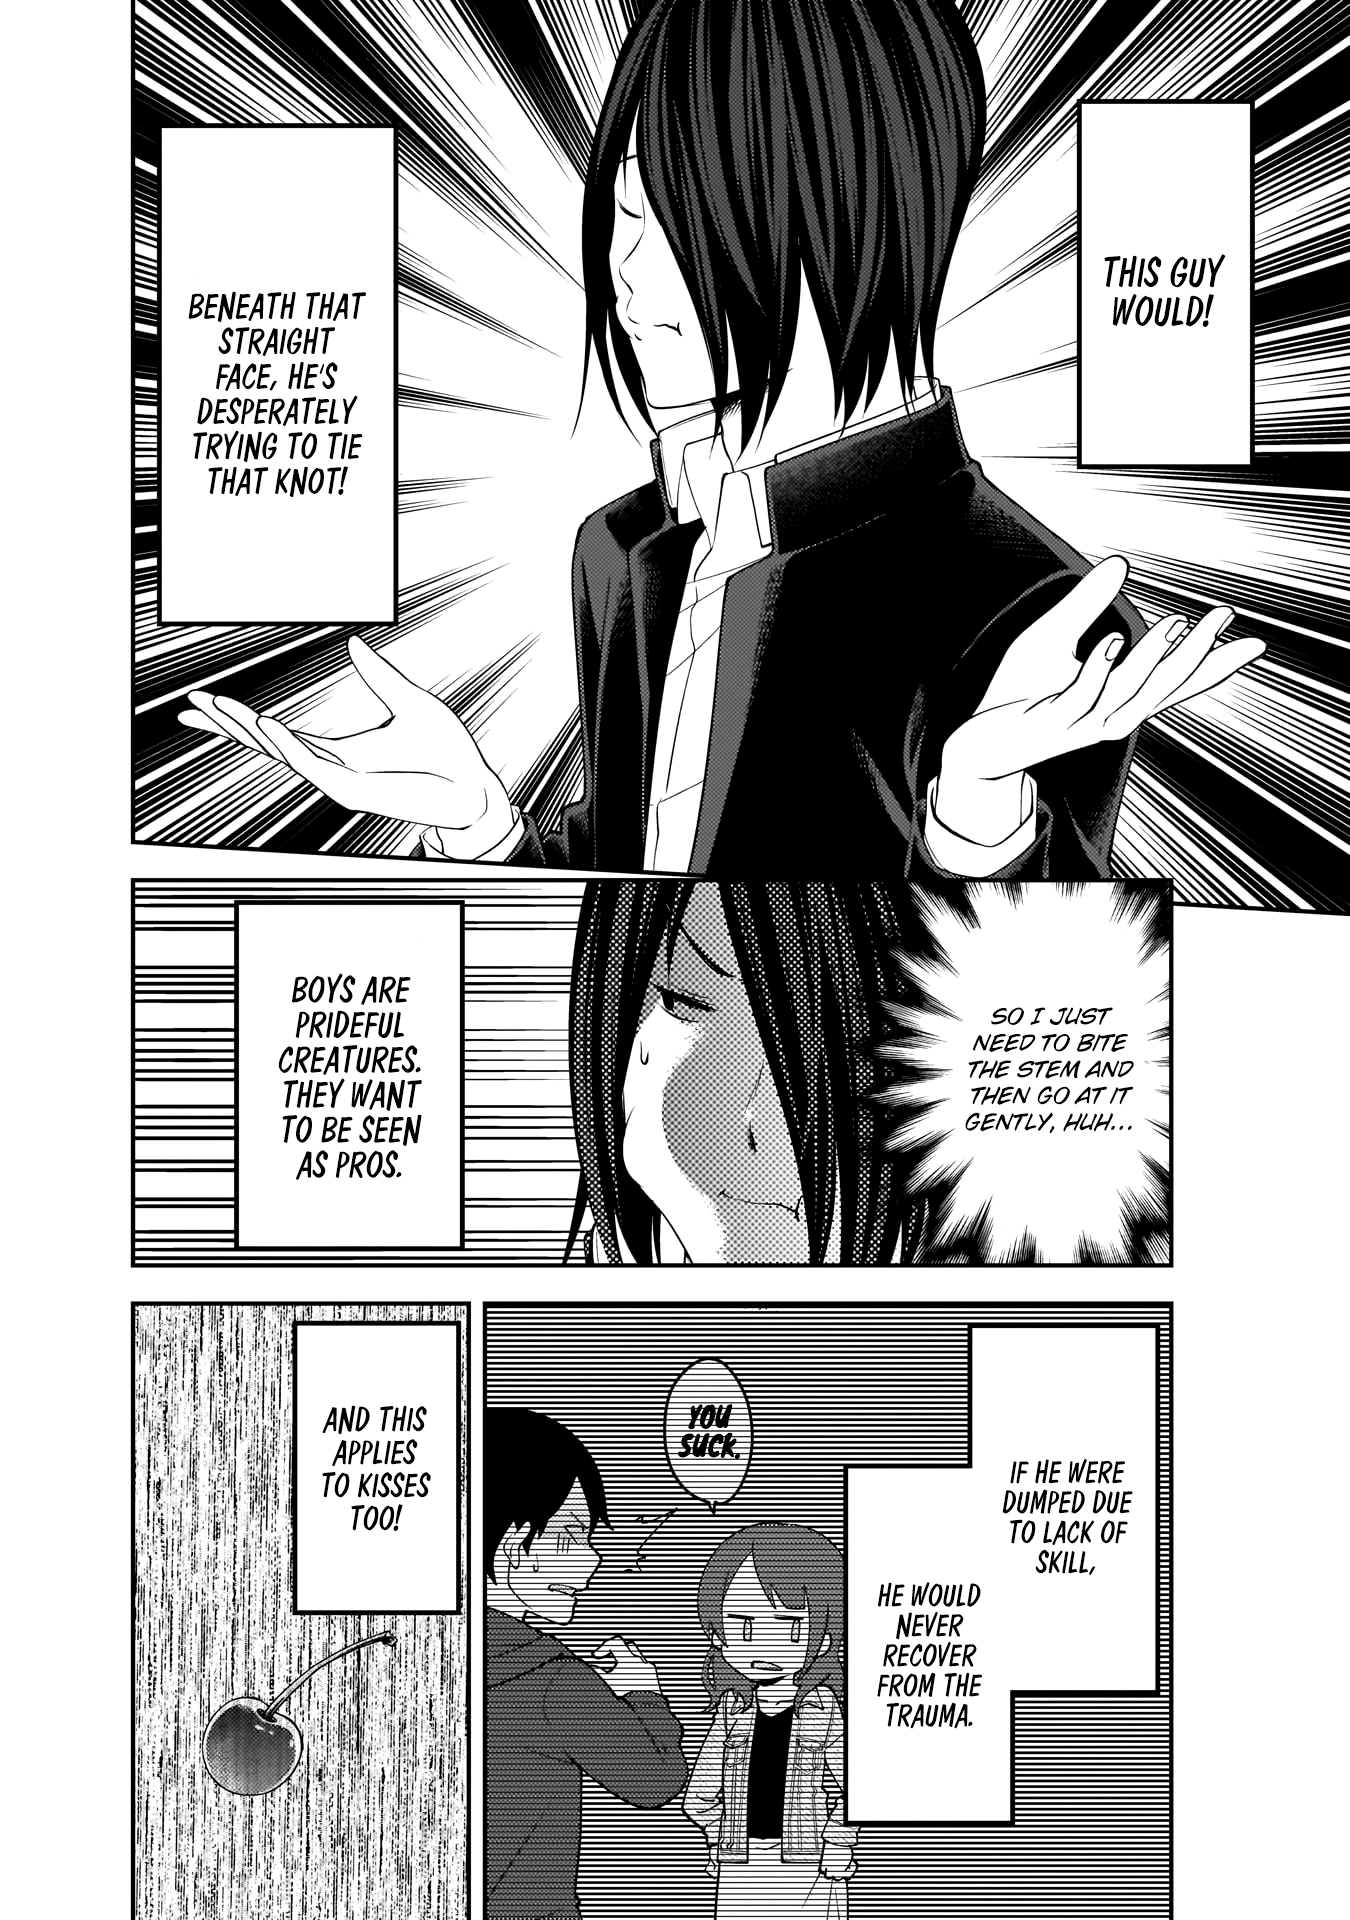 THIS GUY
WOULD!
BENEATH THAT
STRAIGHT
FACE, HE'S
DESPERATELY
TRYING TO TIE
THAT KNOT!
SO I JUST
NEED TO BITE
THE STEM AND
THEN GO AT IT
GENTLY, HUH...
BOYS ARE
PRIDEFUL
CREATURES.
THEY WANT
TO BE SEEN
AS PROS.
IF HE WERE
DUMPED DUE
TO LACK OF
SKILL,
HE WOULD
NEVER
RECOVER
FROM THE
TRAUMA.
YOU
SUCK.
AND THIS
APPLIES
TO KISSES
TOO!